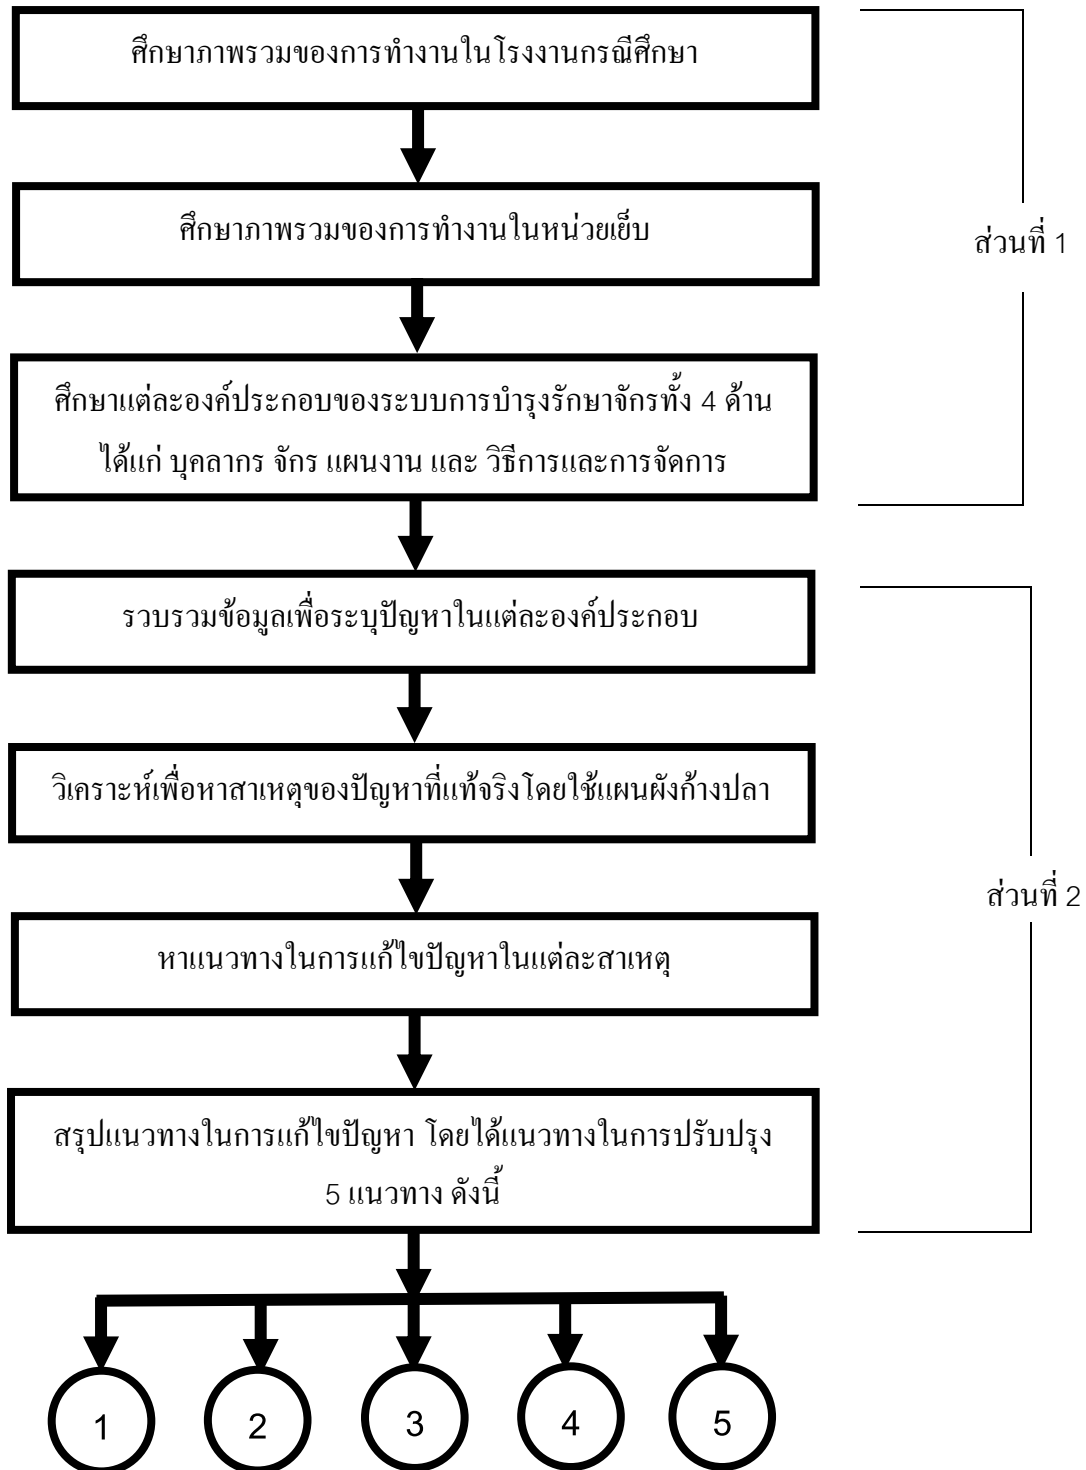 ศึกษาภาพรวมของการทำงานในโรงงานกรณีศึกษา
ศึกษาภาพรวมของการทำงานในหน่วยเย็บ
ส่วนที่ 1
ศึกษาแต่ละองค์ประกอบของระบบการบำรุงรักษาจักรทั้ง 4 ด้าน
ได้แก่ บุคลากร จักร แผนงาน และ วิธีการและการจัดการ
รวบรวมข้อมูลเพื่อระบุปัญหาในแต่ละองค์ประกอบ
วิเคราะห์เพื่อหาสาเหตุของปัญหาที่แท้จริงโดยใช้แผนผังก้างปลา
ส่วนที่ 2
หาแนวทางในการแก้ไขปัญหาในแต่ละสาเหตุ
สรุปแนวทางในการแก้ไขปัญหา โดยได้แนวทางในการปรับปรุง
5 แนวทาง ดังนี้
1 2 3 4 5